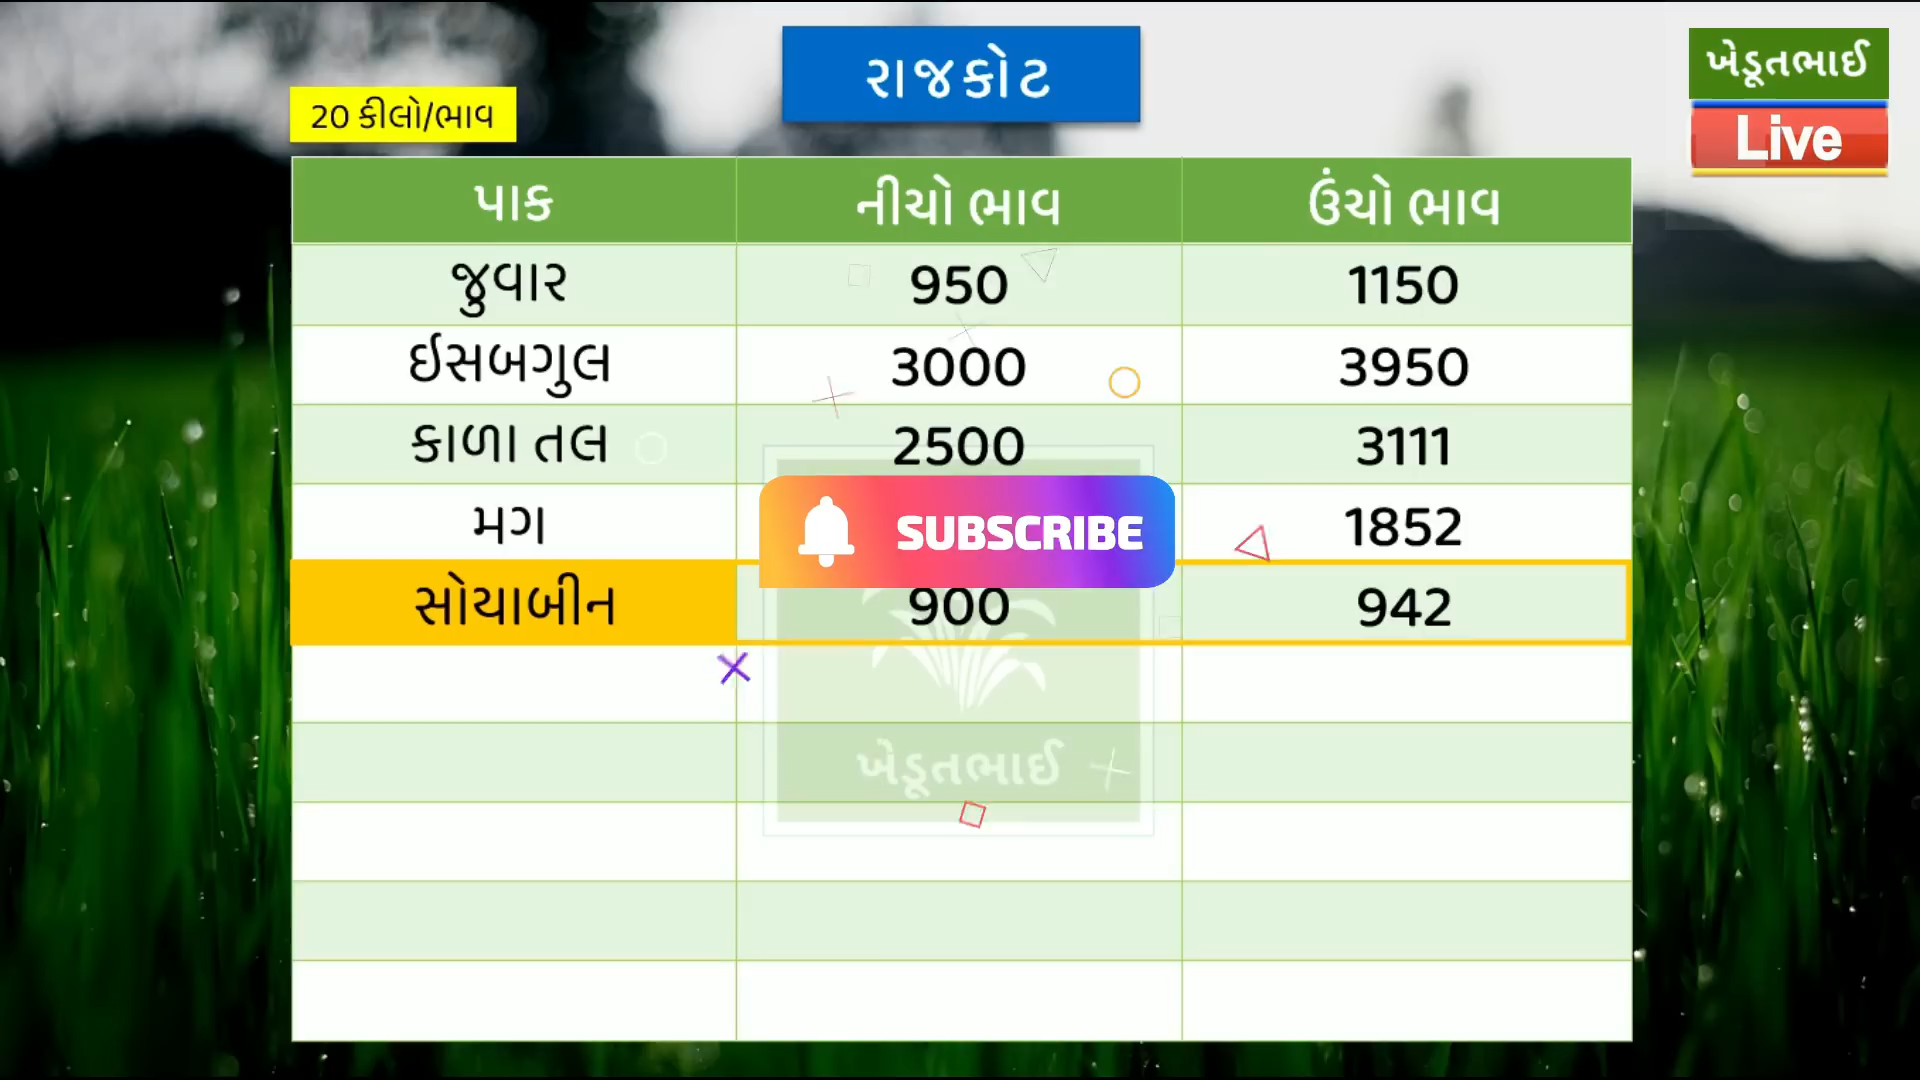 રાજકોટ
ખેડૂતભાઈ
Live
20 કીલો/ભાવ
પાક નીચો ભાવ ઉંચો ભાવ
જુવાર 950 1150
ઈસબગુલ 3000 3950
કાળા તલ 2500 3111
મગ 1852
SUBSCRIBE
સોયાબીન 900 942
ખેડૂતભાઈ